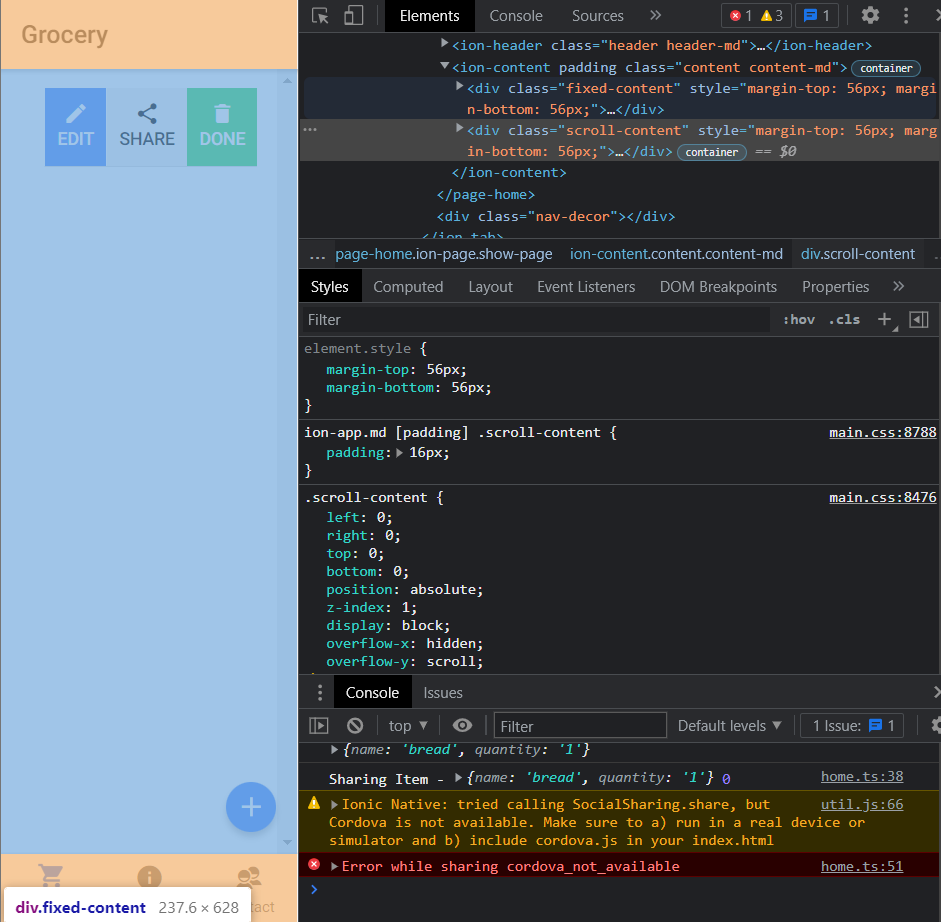 Grocery
EDIT
SHARE
DONE
div.fixed-content 237.6 × 628
tact
Elements Console Sources » 1 3 1
<ion-header class="header header-md">…</ion-header>
<ion-content padding class="content content-md"> container
<div class="fixed-content" style="margin-top: 56px; margi
n-bottom: 56px;">…</div>
<div class="scroll-content" style="margin-top: 56px; marg
in-bottom: 56px;">…</div> container == $0
</ion-content>
</page-home>
<div class="nav-decor"></div>
</ion-tab>
… page-home.ion-page.show-page ion-content.content.content-md div.scroll-content
Styles Computed Layout Event Listeners DOM Breakpoints Properties »
Filter :hov .cls +
element.style {
margin-top: 56px;
margin-bottom: 56px;
}
ion-app.md [padding] .scroll-content { main.css:8788
padding: 16px;
}
.scroll-content { main.css:8476
left: 0;
right: 0;
top: 0;
bottom: 0;
position: absolute;
z-index: 1;
display: block;
overflow-x: hidden;
overflow-y: scroll;
Console Issues
top Filter Default levels 1 Issue: 1
{name: 'bread', quantity: '1'}
Sharing Item - {name: 'bread', quantity: '1'} 0 home.ts:38
Ionic Native: tried calling SocialSharing.share, but util.js:66
Cordova is not available. Make sure to a) run in a real device or
simulator and b) include cordova.js in your index.html
Error while sharing cordova_not_available home.ts:51